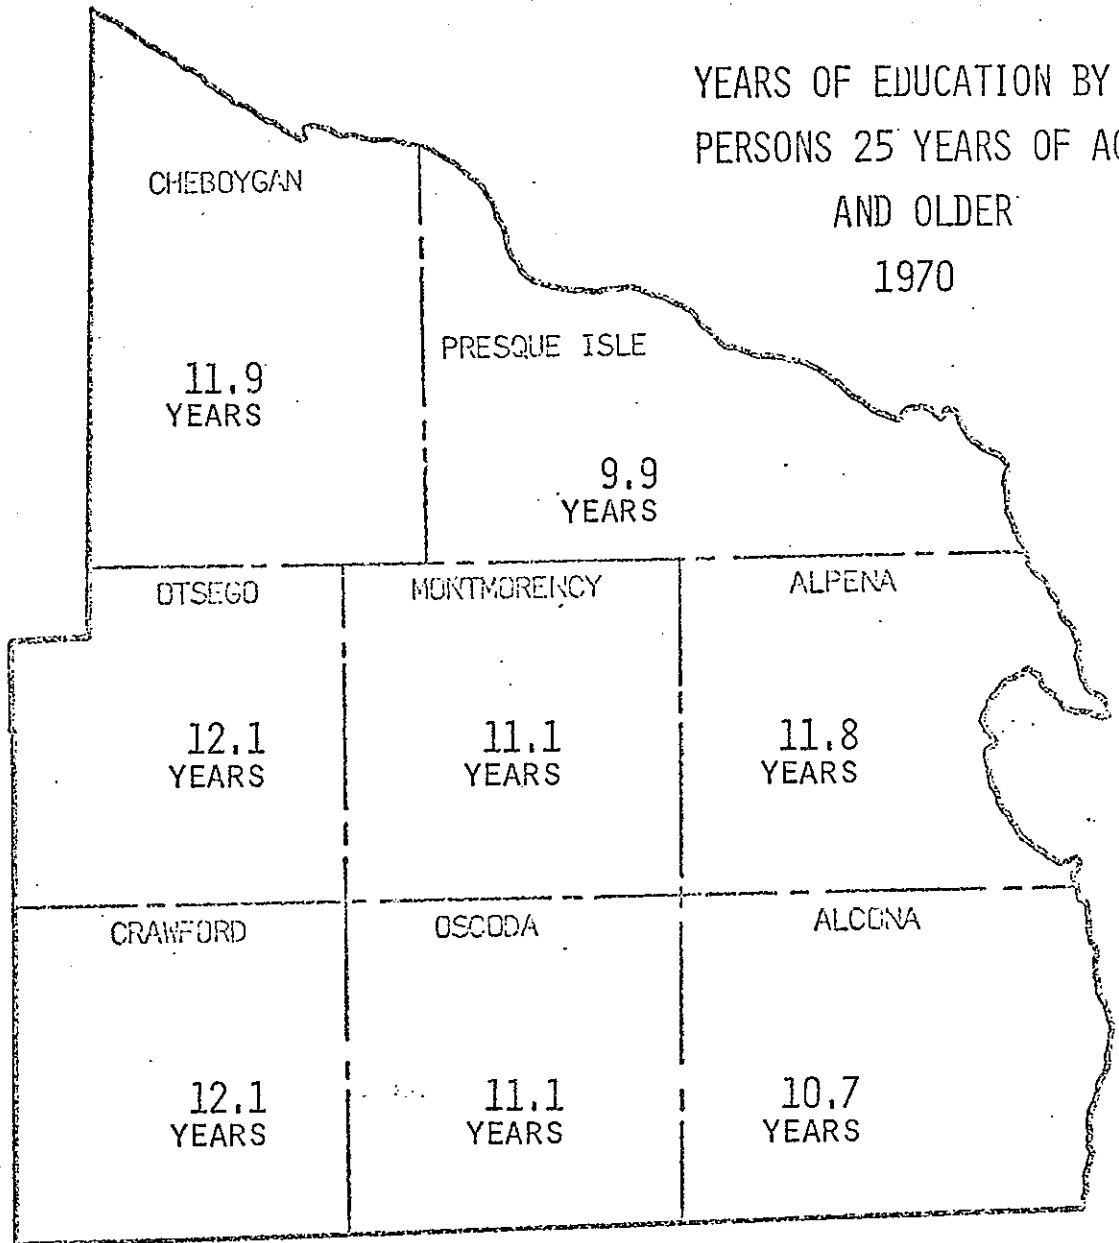 YEARS OF EDUCATION BY
PERSONS 25 YEARS OF
AND OLDER
1970
CHEBOYGAN
PRESQUE ISLE
11.9
YEARS
9.9
YEARS
OTSEGO MONTMORENCY ALPENA
12.1 11.1 11.8
YEARS YEARS YEARS
CRAWFORD OSCODA ALCONA
12.1 11.1 10.7
YEARS YEARS YEARS